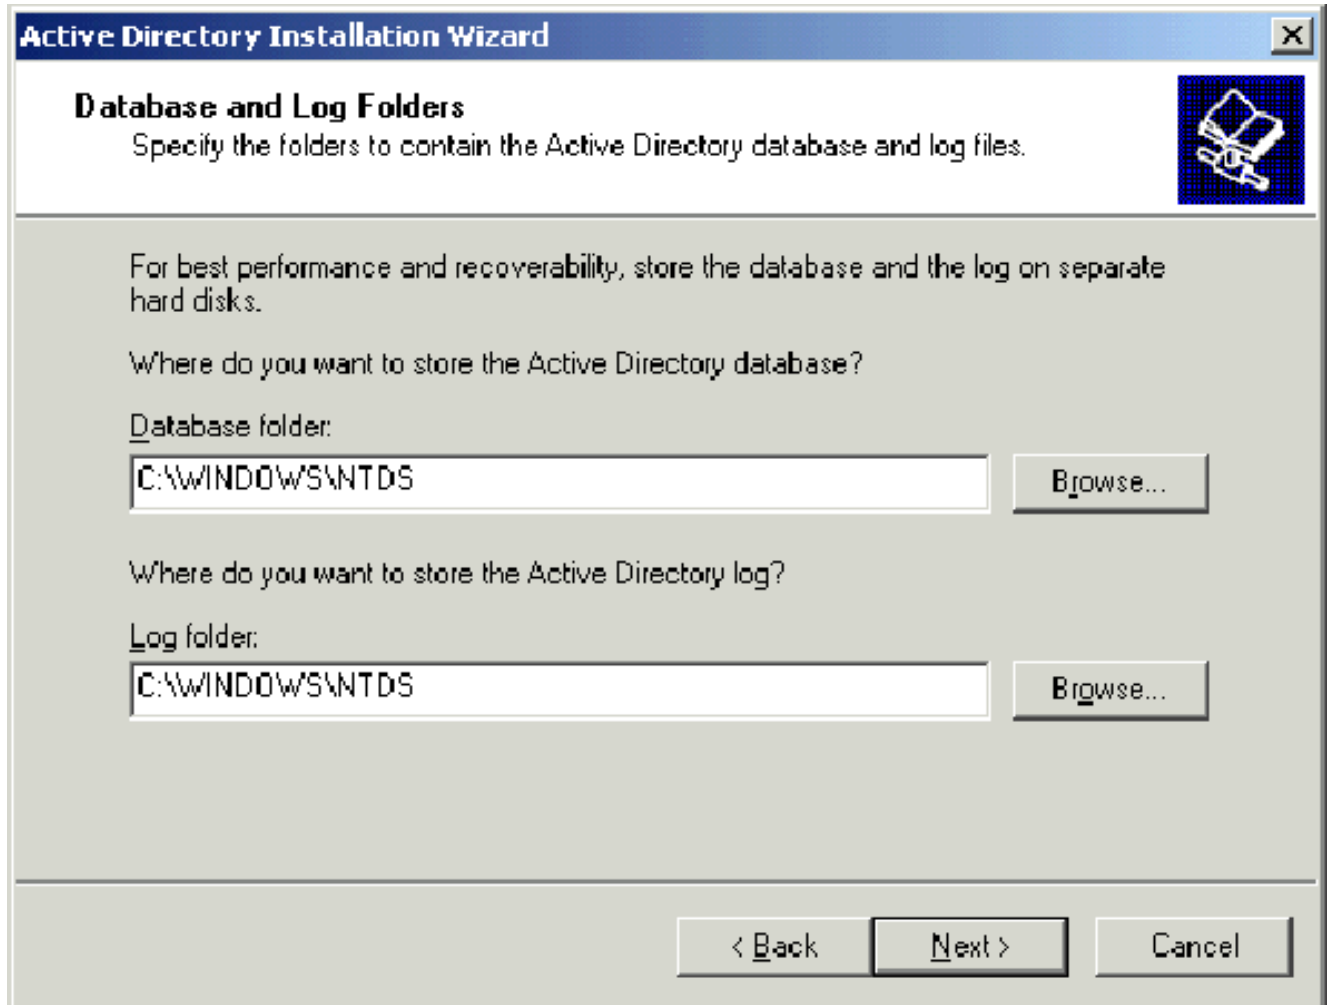 Active Directory Installation Wizard
Database and Log Folders
Specify the folders to contain the Active Directory database and log files.
For best performance and recoverability, store the database and the log on separate
hard disks.
Where do you want to store the Active Directory database?
Database folder:
C:\WINDOWS\NTDS
Browse...
Where do you want to store the Active Directory log?
Log folder:
C:\WINDOWS\NTDS
Browse...
< Back
Next >
Cancel